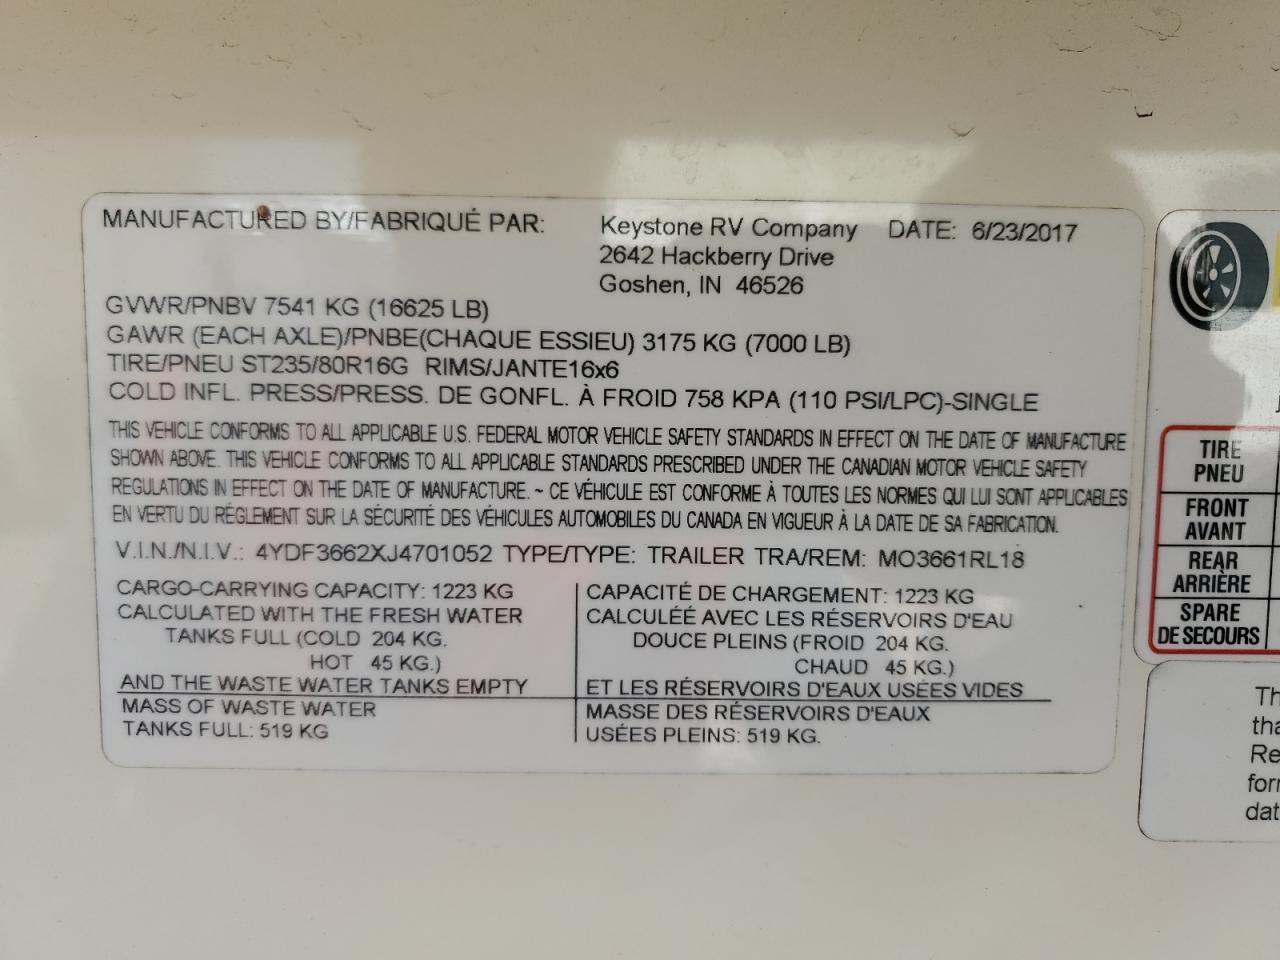 MANUFACTURED BY/FABRIQUÉ PAR: Keystone RV Company DATE: 6/23/2017
2642 Hackberry Drive
Goshen, IN 46526
GVWR/PNBV 7541 KG (16625 LB)
GAWR (EACH AXLE)/PNBE(CHAQUE ESSIEU) 3175 KG (7000 LB)
TIRE/PNEU ST235/80R16G RIMS/JANTE16x6
COLD INFL. PRESS/PRESS. DE GONFL. À FROID 758 KPA (110 PSI/LPC)-SINGLE
THIS VEHICLE CONFORMS TO ALL APPLICABLE U.S. FEDERAL MOTOR VEHICLE SAFETY STANDARDS IN EFFECT ON THE DATE OF MANUFACTURE
SHOWN ABOVE. THIS VEHICLE CONFORMS TO ALL APPLICABLE STANDARDS PRESCRIBED UNDER THE CANADIAN MOTOR VEHICLE SAFETY
REGULATIONS IN EFFECT ON THE DATE OF MANUFACTURE. ~ CE VÉHICULE EST CONFORME À TOUTES LES NORMES QUI LUI SONT APPLICABLES
EN VERTU DU RÉGLEMENT SUR LA SÉCURITÉ DES VÉHICULES AUTOMOBILES DU CANADA EN VIGUEUR À LA DATE DE SA FABRICATION.
V.I.N./N.I.V.: 4YDF3662XJ4701052 TYPE/TYPE: TRAILER TRA/REM: MO3661RL18
CARGO-CARRYING CAPACITY: 1223 KG
CALCULATED WITH THE FRESH WATER
TANKS FULL (COLD 204 KG.
HOT 45 KG.)
AND THE WASTE WATER TANKS EMPTY
MASS OF WASTE WATER
TANKS FULL: 519 KG
CAPACITÉ DE CHARGEMENT: 1223 KG
CALCULÉE AVEC LES RÉSERVOIRS D'EAU
DOUCE PLEINS (FROID 204 KG.
CHAUD 45 KG.)
ET LES RÉSERVOIRS D'EAUX USÉES VIDES
MASSE DES RÉSERVOIRS D'EAUX
USÉES PLEINS: 519 KG.
TIRE
PNEU
FRONT
AVANT
REAR
ARRIÈRE
SPARE
DE SECOURS